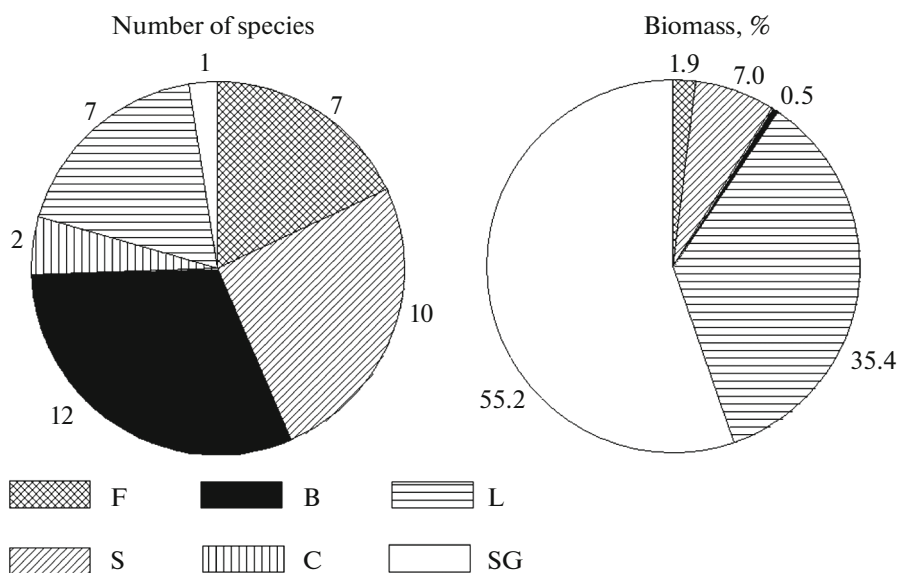 Number of species
Biomass, %
1
7
7
2
10
12
1.9
7.0
0.5
35.4
55.2
F
B
L
S
C
SG